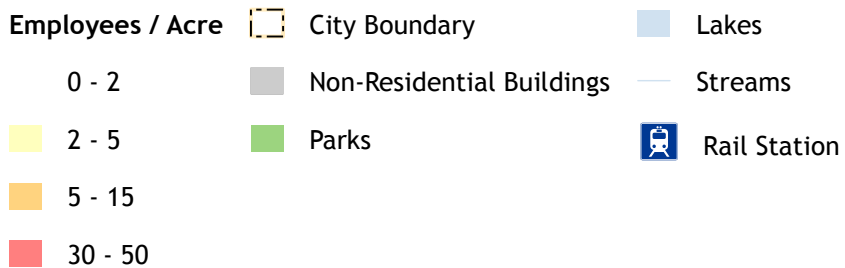 Employees / Acre
0 - 2
2 - 5
5 - 15
30 - 50
City Boundary
Non-Residential Buildings
Parks
Lakes
Streams
Rail Station